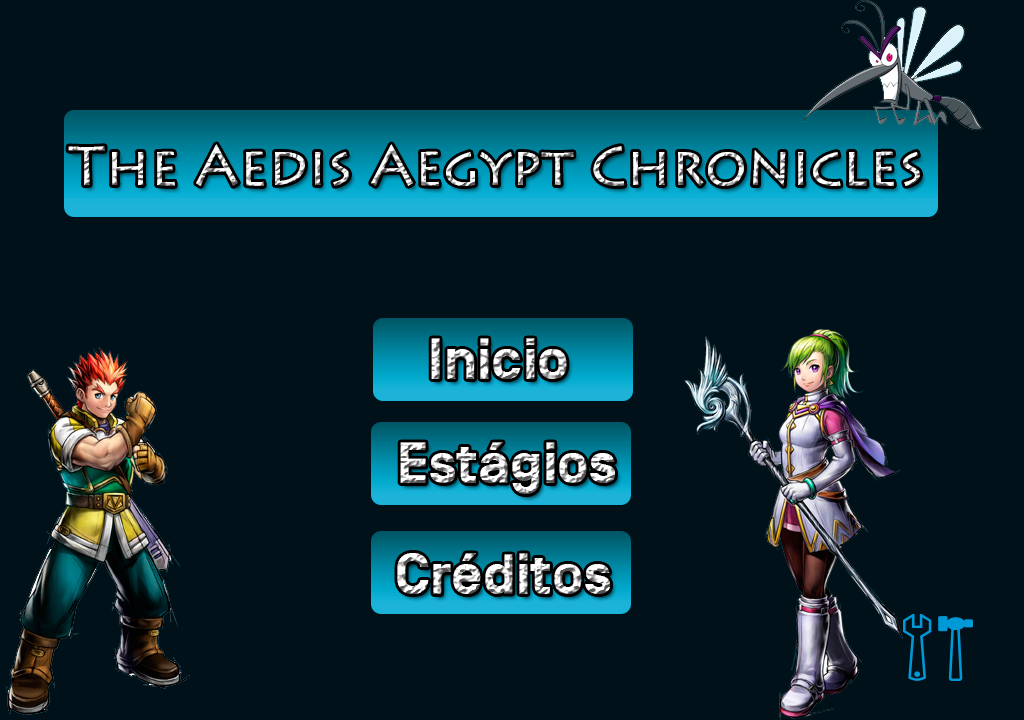 The Aedis Aegypt Chronicles
Inicio
Estágios
Créditos